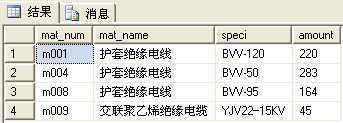 结果 消息
mat_num mat_name speci amount
1 m001 护套绝缘电线 BVV-120 220
2 m004 护套绝缘电线 BVV-50 283
3 m008 护套绝缘电线 BVV-95 164
4 m009 交联聚乙烯绝缘电缆 YJV22-15KV 45